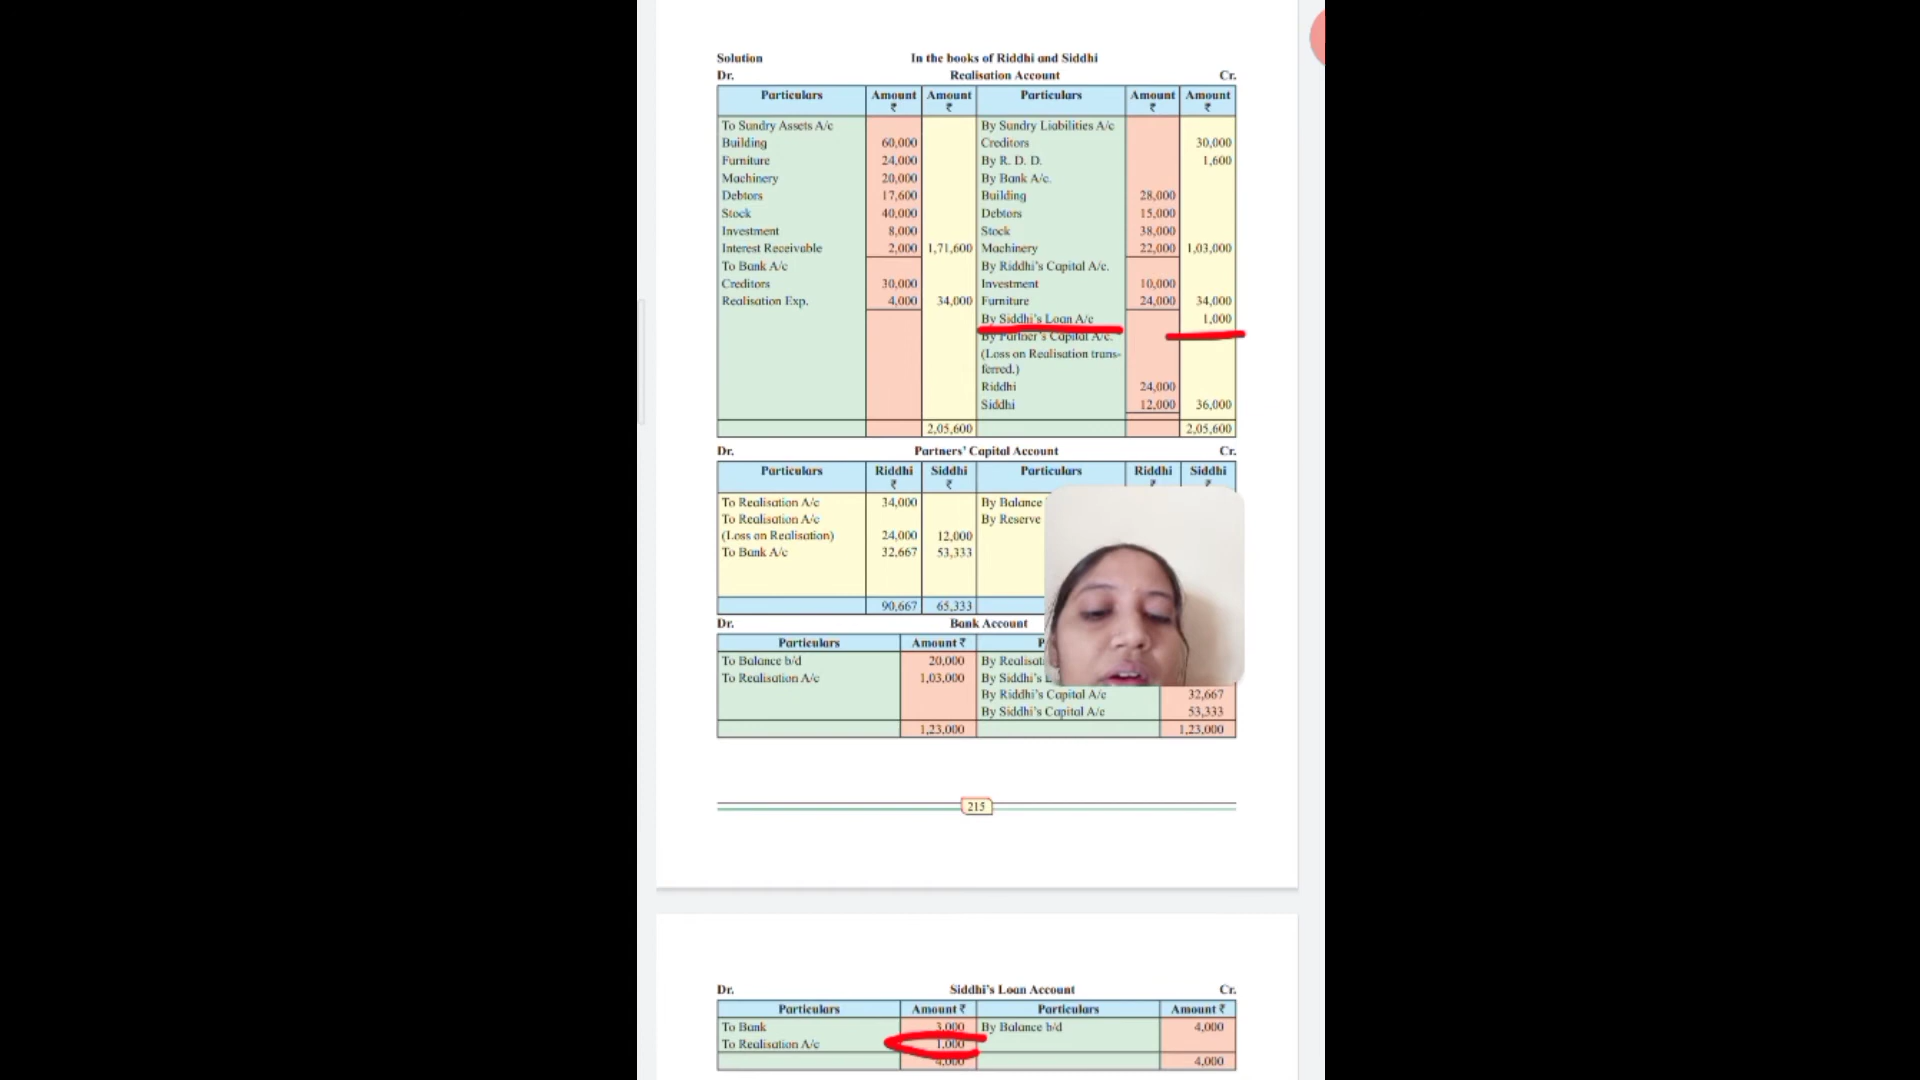 Solution In the books of Riddhi and Siddhi
Dr. Realisation Account Cr.
Particulars Amount ₹ Amount ₹ Particulars Amount ₹ Amount ₹
To Sundry Assets A/c By Sundry Liabilities A/c
Building 60,000 Creditors 30,000
Furniture 24,000 By R. D. D. 1,600
Machinery 20,000 By Bank A/c.
Debtors 17,600 Building 28,000
Stock 40,000 Debtors 15,000
Investment 8,000 Stock 38,000
Interest Receivable 2,000 1,71,600 Machinery 22,000 1,03,000
To Bank A/c By Riddhi's Capital A/c.
Creditors 30,000 Investment 10,000
Realisation Exp. 4,000 34,000 Furniture 24,000 34,000
By Siddhi's Loan A/c 1,000
By Partner's Capital A/c.
(Loss on Realisation trans-
ferred.)
Riddhi 24,000
Siddhi 12,000 36,000
2,05,600 2,05,600
Dr. Partners' Capital Account Cr.
Particulars Riddhi ₹ Siddhi ₹ Particulars Riddhi ₹ Siddhi ₹
To Realisation A/c 34,000 By Balance
To Realisation A/c By Reserve
(Loss on Realisation) 24,000 12,000
To Bank A/c 32,667 53,333
90,667 65,333
Dr. Bank Account
Particulars Amount ₹
To Balance b/d 20,000 By
To Realisation A/c 1,03,000 By Siddhi's
By Riddhi's Capital A/c 32,667
By Siddhi's Capital A/c 53,333
1,23,000 1,23,000
215
Dr. Siddhi's Loan Account Cr.
Particulars Amount ₹ Particulars Amount ₹
To Bank 3,000 By Balance b/d 4,000
To Realisation A/c 1,000
4,000 4,000